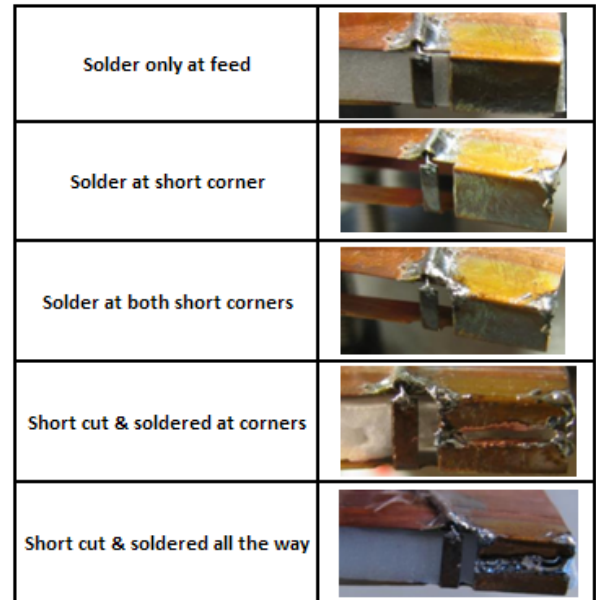 Solder only at feed
Solder at short corner
Solder at both short corners
Short cut & soldered at corners
Short cut & soldered all the way